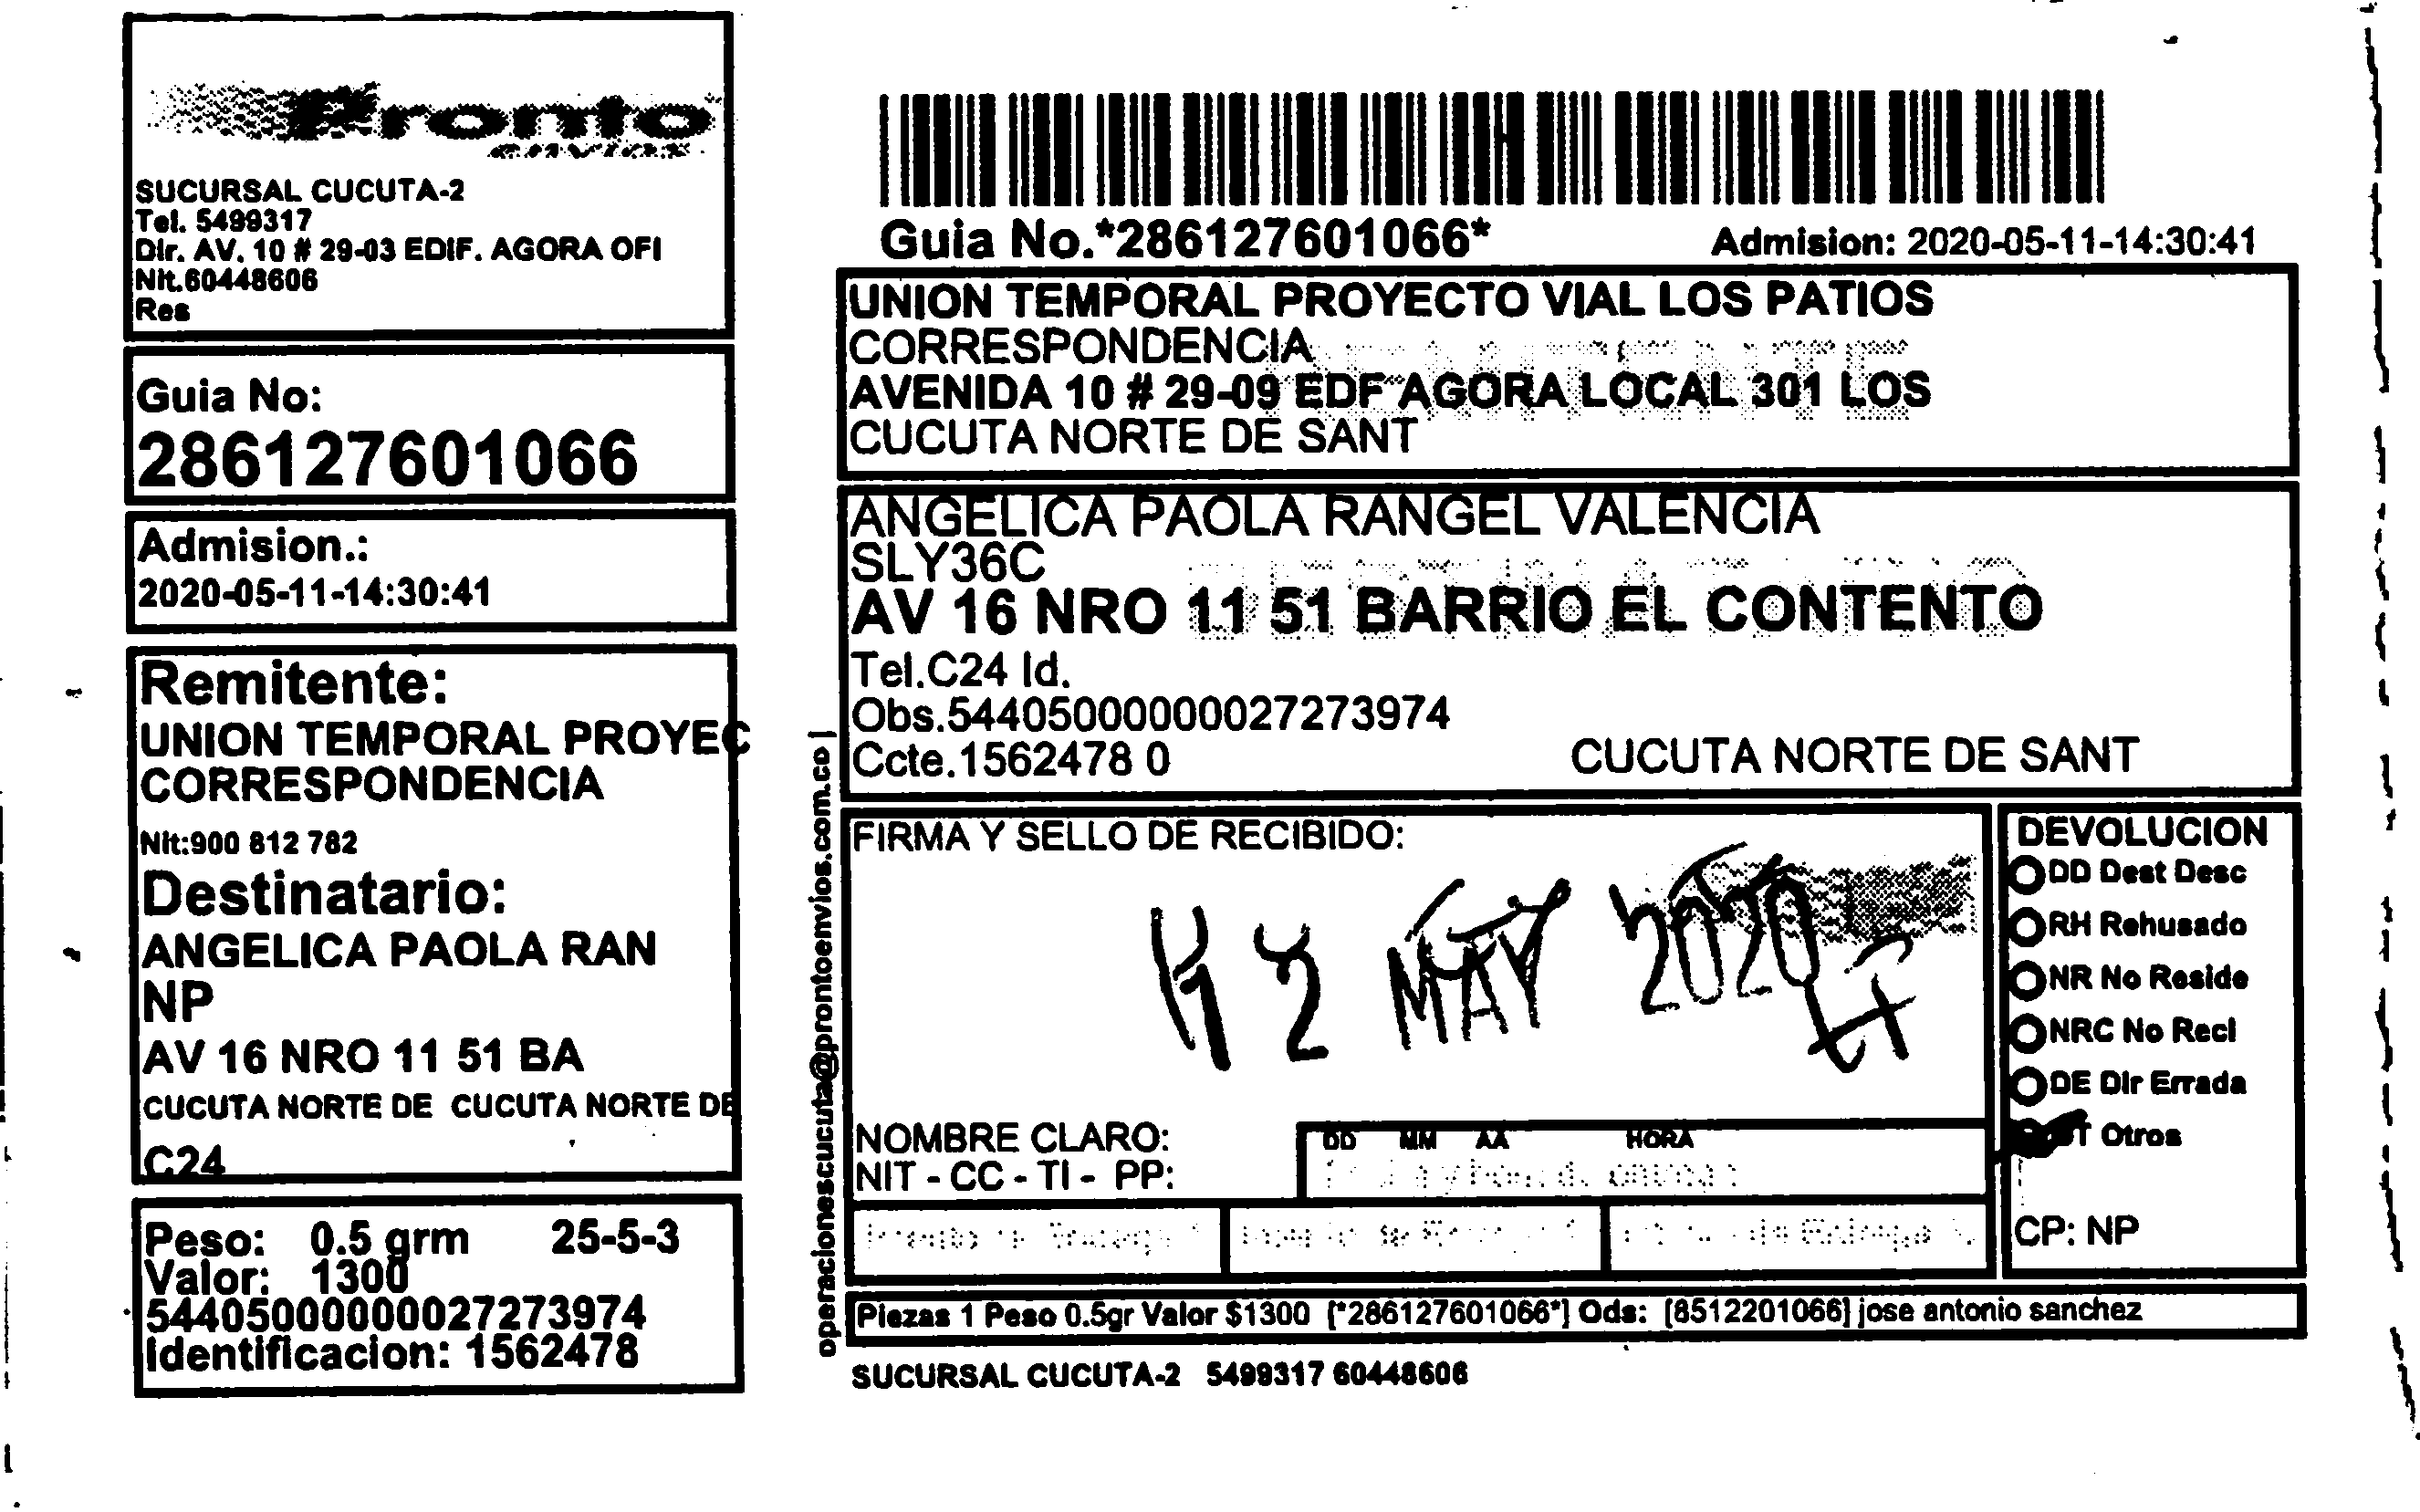 Pronto
envios
SUCURSAL CUCUTA-2
Tel. 5499317
Dir. AV. 10 # 29-03 EDIF. AGORA OFI
Nit.60448606
Res
Guia No:
286127601066
Admision.:
2020-05-11-14:30:41
Remitente:
UNION TEMPORAL PROYEC
CORRESPONDENCIA
Nit:900 812 782
Destinatario:
ANGELICA PAOLA RAN
NP
AV 16 NRO 11 51 BA
CUCUTA NORTE DE CUCUTA NORTE DE
C24
Peso: 0.5 grm 25-5-3
Valor: 1300
54405000000027273974
Identificacion: 1562478
operacionescucuta@prontoenvios.com.co |
Guia No.*286127601066*
Admision: 2020-05-11-14:30:41
UNION TEMPORAL PROYECTO VIAL LOS PATIOS
CORRESPONDENCIA
REMITENTE
AVENIDA 10 # 29-09 EDF AGORA LOCAL 301 LOS
CUCUTA NORTE DE SANT
ANGELICA PAOLA RANGEL VALENCIA
SLY36C
AV 16 NRO 11 51 BARRIO EL CONTENTO
Tel.C24 Id.
Obs.54405000000027273974
Ccte.1562478 0 CUCUTA NORTE DE SANT
FIRMA Y SELLO DE RECIBIDO:
2 MAY 2020
NOMBRE CLARO:
NIT - CC - TI - PP:
DD MM AA HORA
DEVOLUCION
DD Dest Desc
RH Rehusado
NR No Reside
NRC No Recl
DE Dir Errada
OT Otros
CP: NP
Piezas 1 Peso 0.5gr Valor $1300 [*286127601066*] Ods: [8512201066] jose antonio sanchez
SUCURSAL CUCUTA-2 5499317 60448606